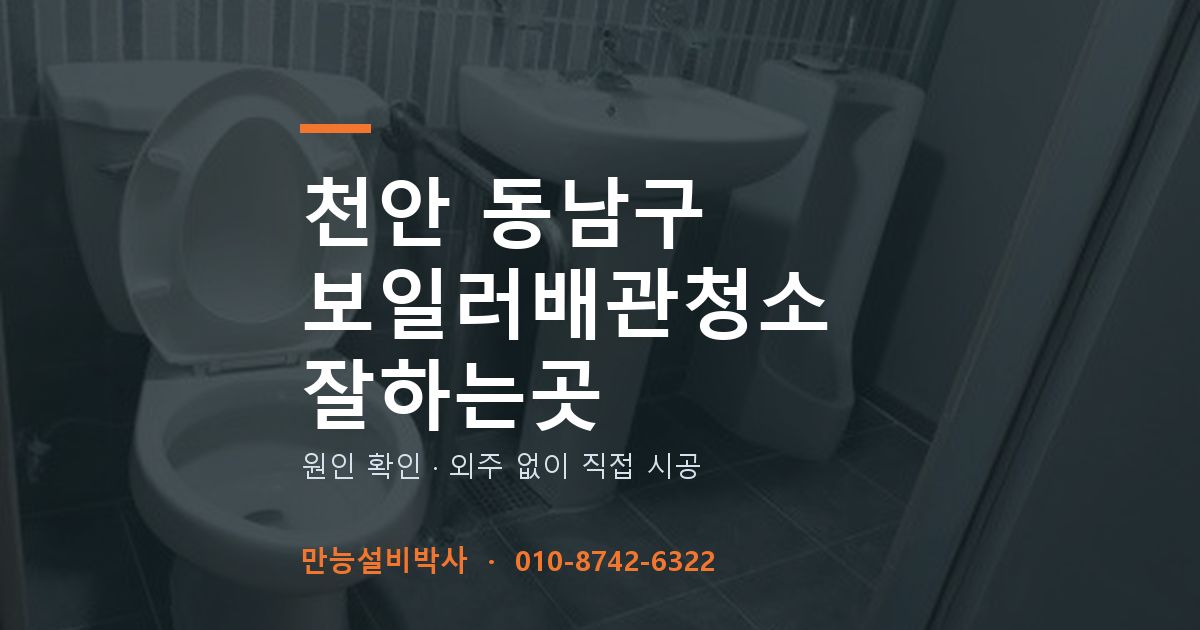 천안 동남구
보일러배관청소
잘하는곳
원인 확인 · 외주 없이 직접 시공
만능설비박사 · 010-8742-6322